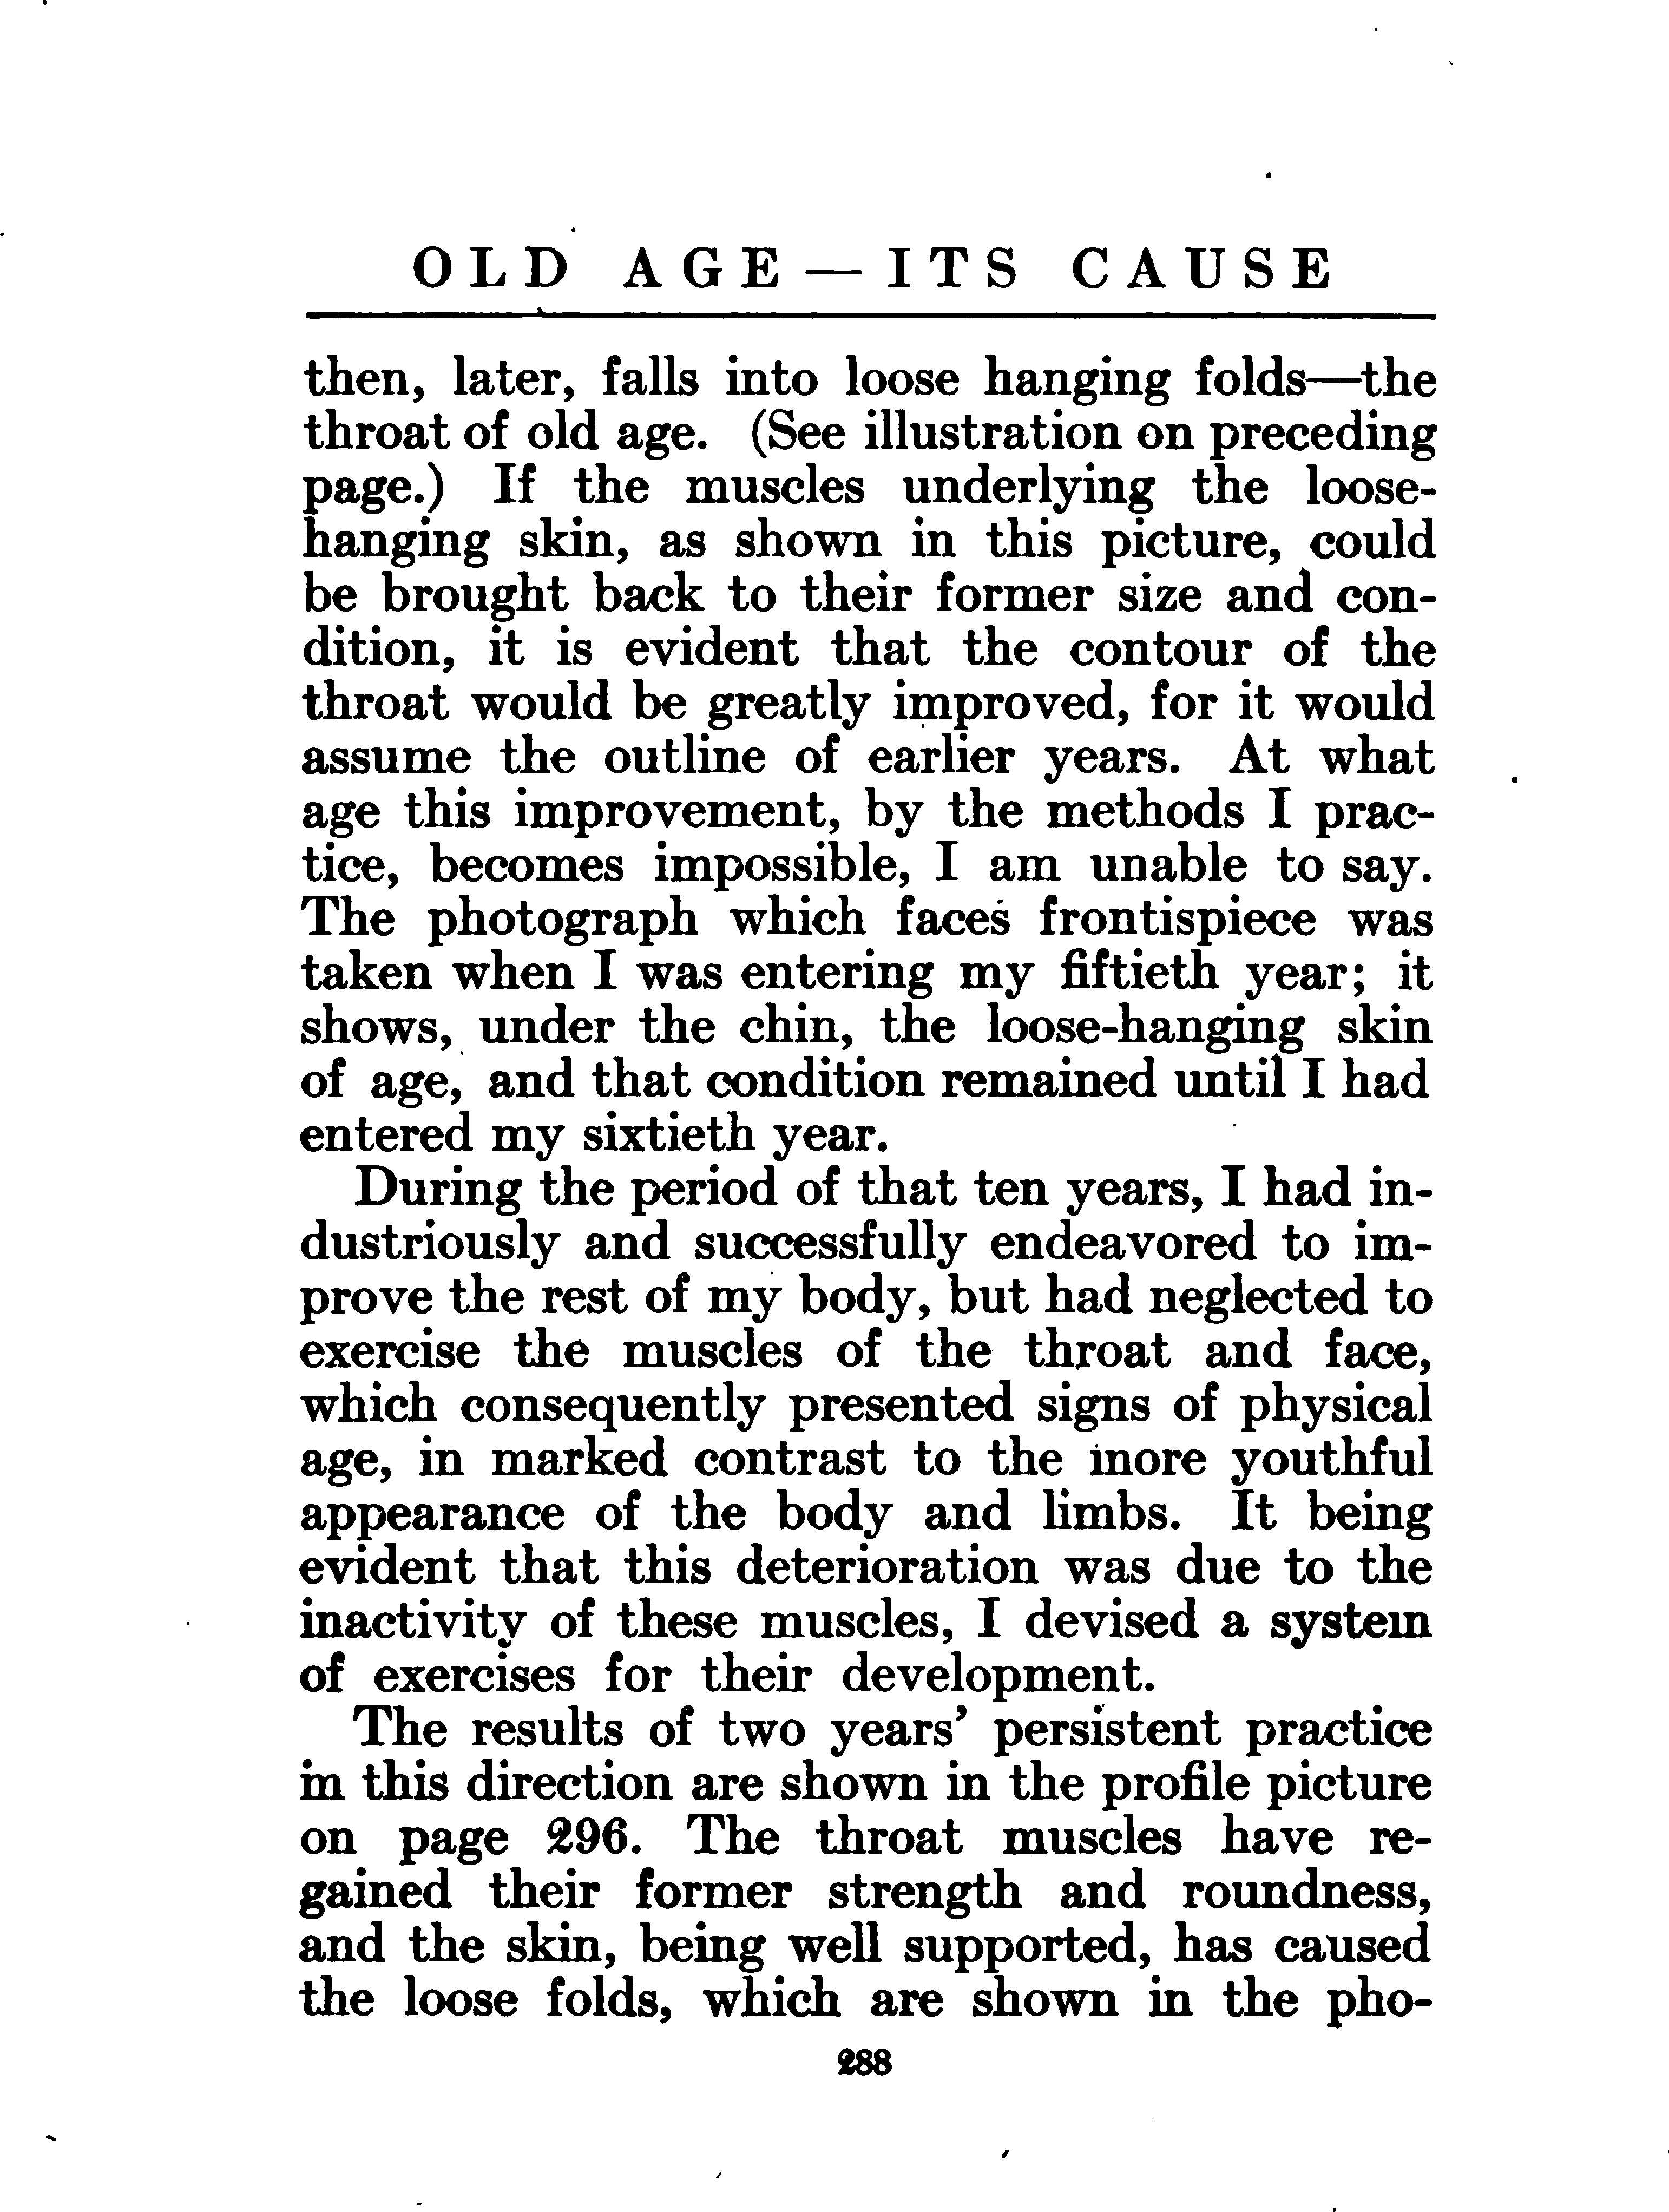 OLD AGE—ITS CAUSE
then, later, falls into loose hanging folds—the
throat of old age. (See illustration on preceding
page.) If the muscles underlying the loose-
hanging skin, as shown in this picture, could
be brought back to their former size and con-
dition, it is evident that the contour of the
throat would be greatly improved, for it would
assume the outline of earlier years. At what
age this improvement, by the methods I prac-
tice, becomes impossible, I am unable to say.
The photograph which faces frontispiece was
taken when I was entering my fiftieth year; it
shows, under the chin, the loose-hanging skin
of age, and that condition remained until I had
entered my sixtieth year.
During the period of that ten years, I had in-
dustriously and successfully endeavored to im-
prove the rest of my body, but had neglected to
exercise the muscles of the throat and face,
which consequently presented signs of physical
age, in marked contrast to the more youthful
appearance of the body and limbs. It being
evident that this deterioration was due to the
inactivity of these muscles, I devised a system
of exercises for their development.
The results of two years' persistent practice
in this direction are shown in the profile picture
on page 296. The throat muscles have re-
gained their former strength and roundness,
and the skin, being well supported, has caused
the loose folds, which are shown in the pho-
288